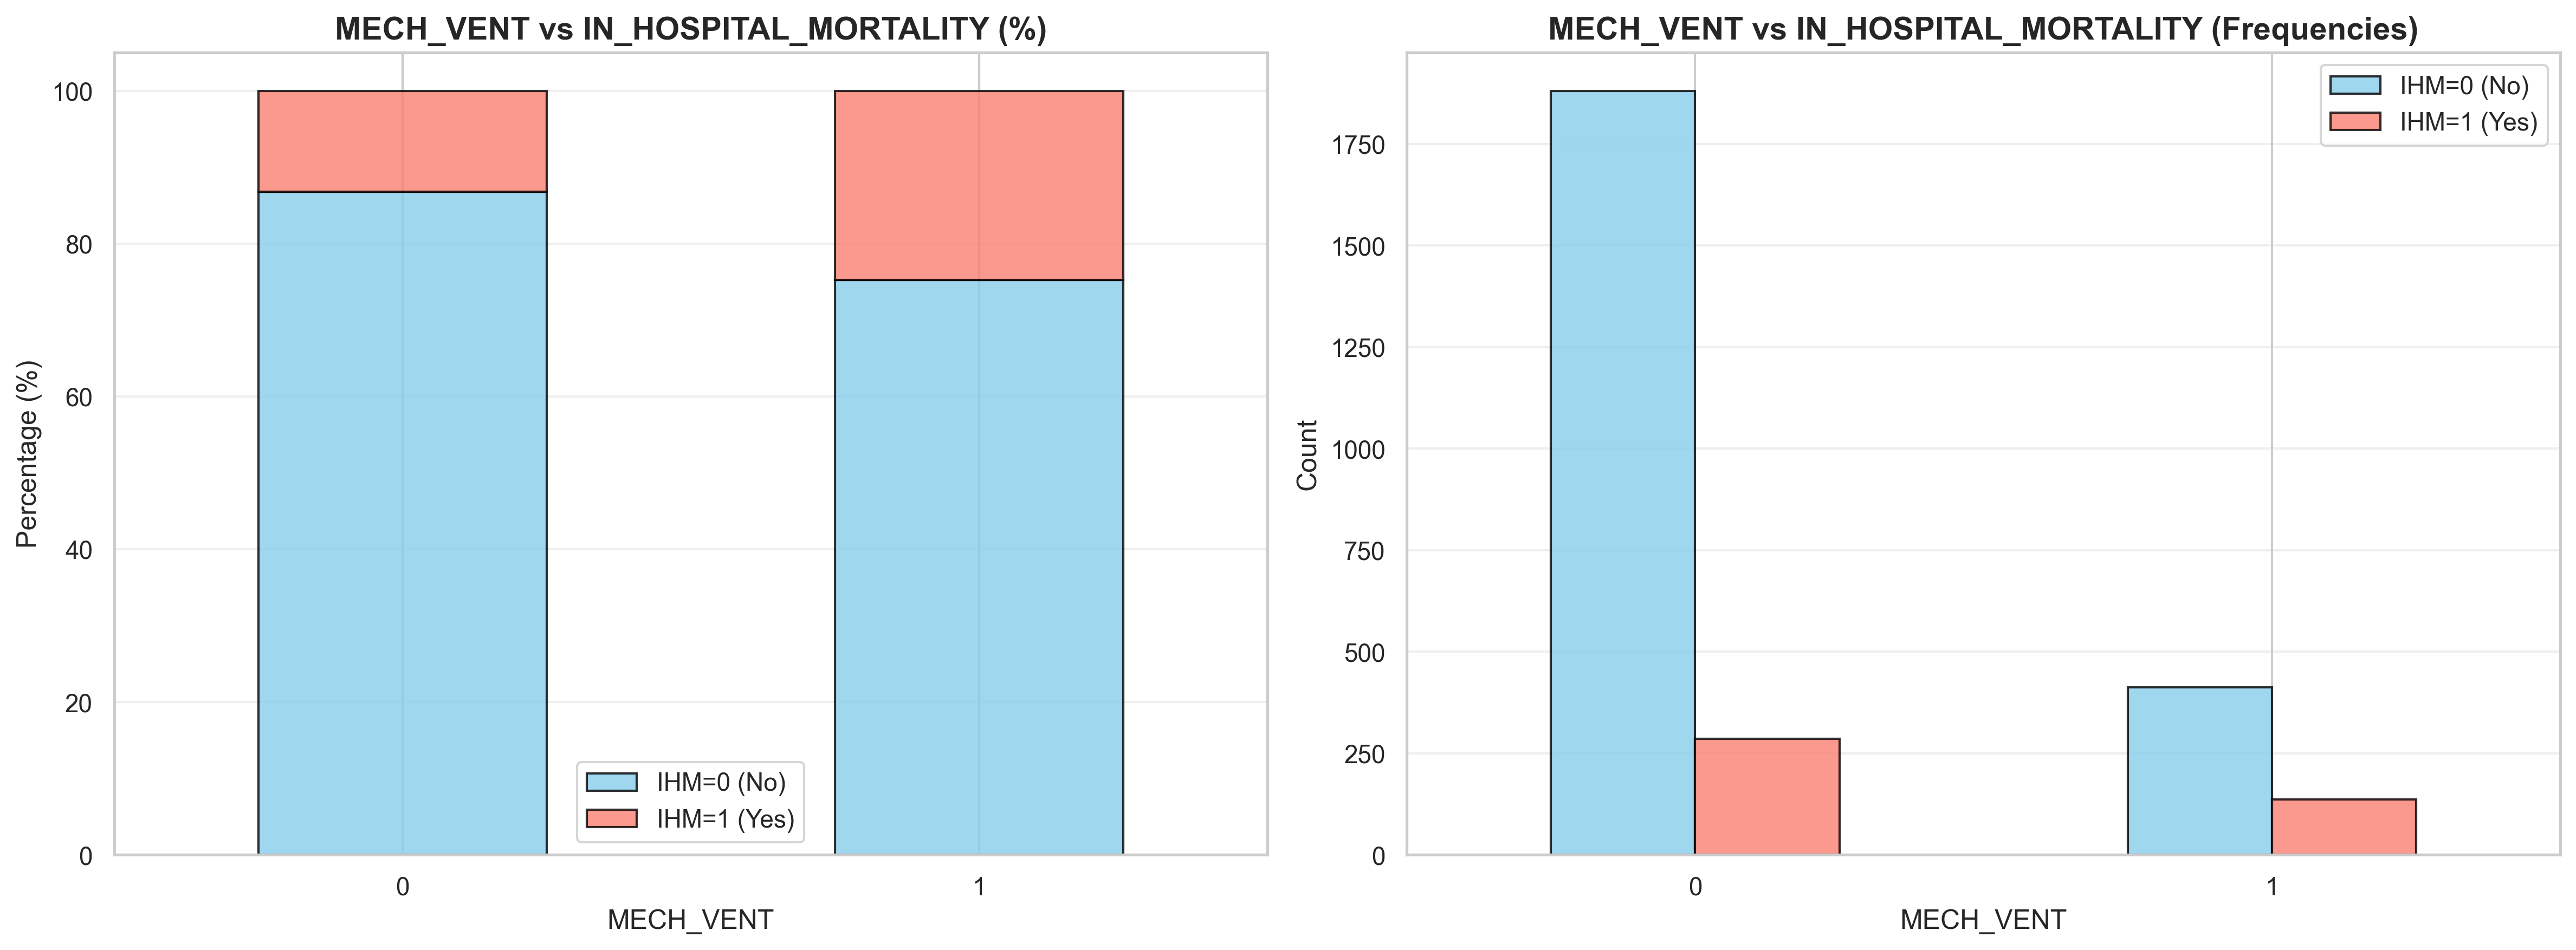 MECH_VENT vs IN_HOSPITAL_MORTALITY (%)
Percentage (%)
100
80
60
40
20
0
IHM=0 (No)
IHM=1 (Yes)
0 1
MECH_VENT
MECH_VENT vs IN_HOSPITAL_MORTALITY (Frequencies)
Count
1750
1500
1250
1000
750
500
250
0
IHM=0 (No)
IHM=1 (Yes)
0 1
MECH_VENT